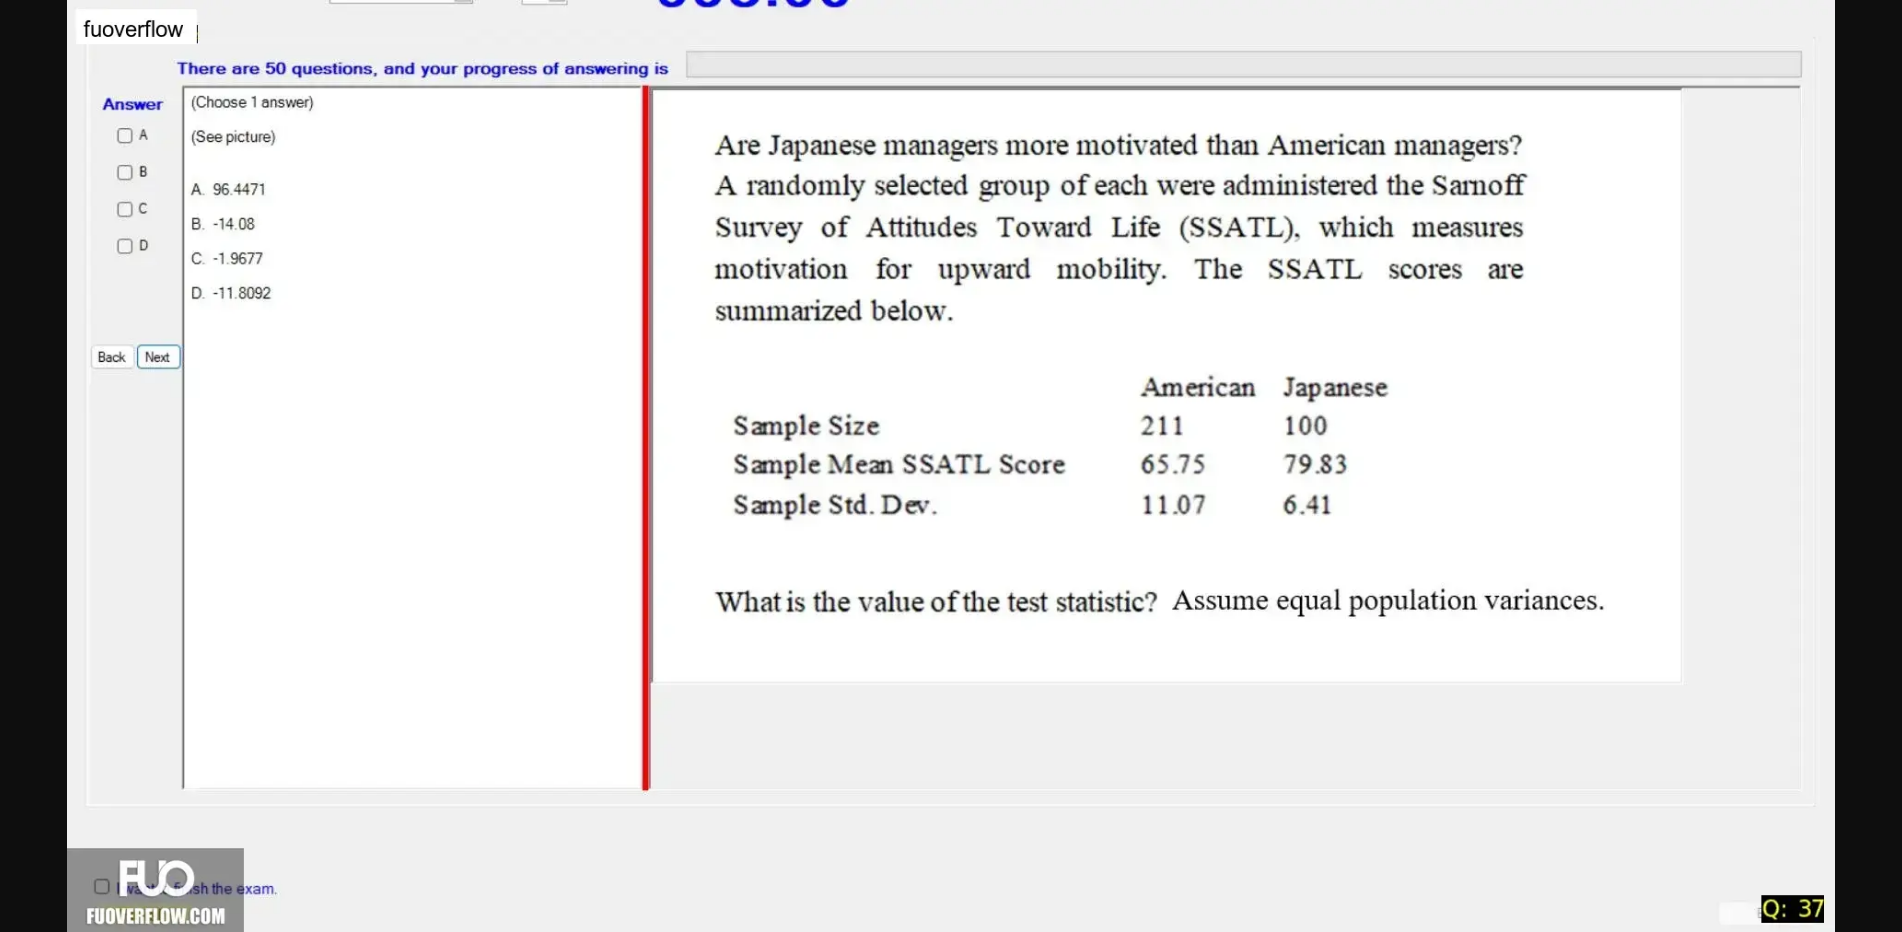 fuoverflow
There are 50 questions, and your progress of answering is
Answer
A
B
C
D
Back Next
(Choose 1 answer)
(See picture)
A. 96.4471
B. -14.08
C. -1.9677
D. -11.8092
Are Japanese managers more motivated than American managers?
A randomly selected group of each were administered the Sarnoff
Survey of Attitudes Toward Life (SSATL), which measures
motivation for upward mobility. The SSATL scores are
summarized below.
American Japanese
Sample Size 211 100
Sample Mean SSATL Score 65.75 79.83
Sample Std. Dev. 11.07 6.41
What is the value of the test statistic? Assume equal population variances.
FUO
the exam.
FUOVERFLOW.COM
Q: 37